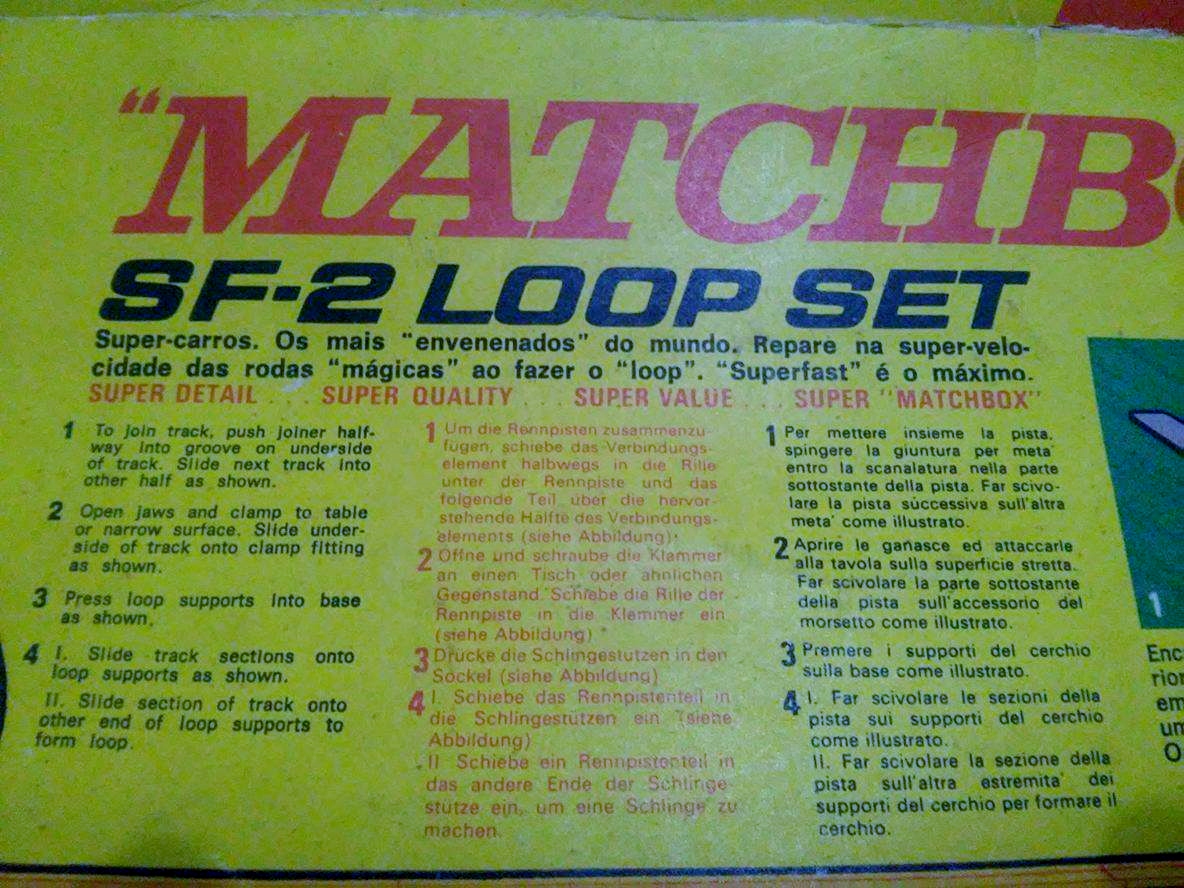 "MATCHB
SF-2 LOOP SET
Super-carros. Os mais "envenenados" do mundo. Repare na super-velo-
cidade das rodas "mágicas" ao fazer o "loop". "Superfast" é o máximo.
SUPER DETAIL ... SUPER QUALITY ... SUPER VALUE ... SUPER "MATCHBOX"
1 To join track, push joiner half-
way into groove on underside
of track. Slide next track into
other half as shown.
2 Open jaws and clamp to table
or narrow surface. Slide under-
side of track onto clamp fitting
as shown.
3 Press loop supports into base
as shown.
4 I. Slide track sections onto
loop supports as shown.
II. Slide section of track onto
other end of loop supports to
form loop.
1 Um die Rennpisten zusammenzu-
fügen, schiebe das Verbindungs-
element halbwegs in die Rille
unter der Rennpiste und das
folgende Teil über die hervor-
stehende Hälfte des Verbindungs-
elements (siehe Abbildung).
2 Öffne und schraube die Klammer
an einen Tisch oder ähnlichen
Gegenstand. Schiebe die Rille der
Rennpiste in die Klammer ein
(siehe Abbildung)
3 Drücke die Schlingestützen in den
Sockel (siehe Abbildung)
4 I. Schiebe das Rennpistenteil in
die Schlingestützen ein (siehe
Abbildung)
II Schiebe ein Rennpistenteil in
das andere Ende der Schlinge-
stütze ein, um eine Schlinge zu
machen.
1 Per mettere insieme la pista,
spingere la giuntura per meta'
entro la scanalatura nella parte
sottostante della pista. Far scivo-
lare la pista successiva sull'altra
meta' come illustrato.
2 Aprire le ganasce ed attaccarle
alla tavola sulla superficie stretta.
Far scivolare la parte sottostante
della pista sull'accessorio del
morsetto come illustrato.
3 Premere i supporti del cerchio
sulla base come illustrato.
4 I. Far scivolare le sezioni della
pista sui supporti del cerchio
come illustrato.
II. Far scivolare la sezione della
pista sull'altra estremita' dei
supporti del cerchio per formare il
cerchio.
1
Enc
rior
em
um
O